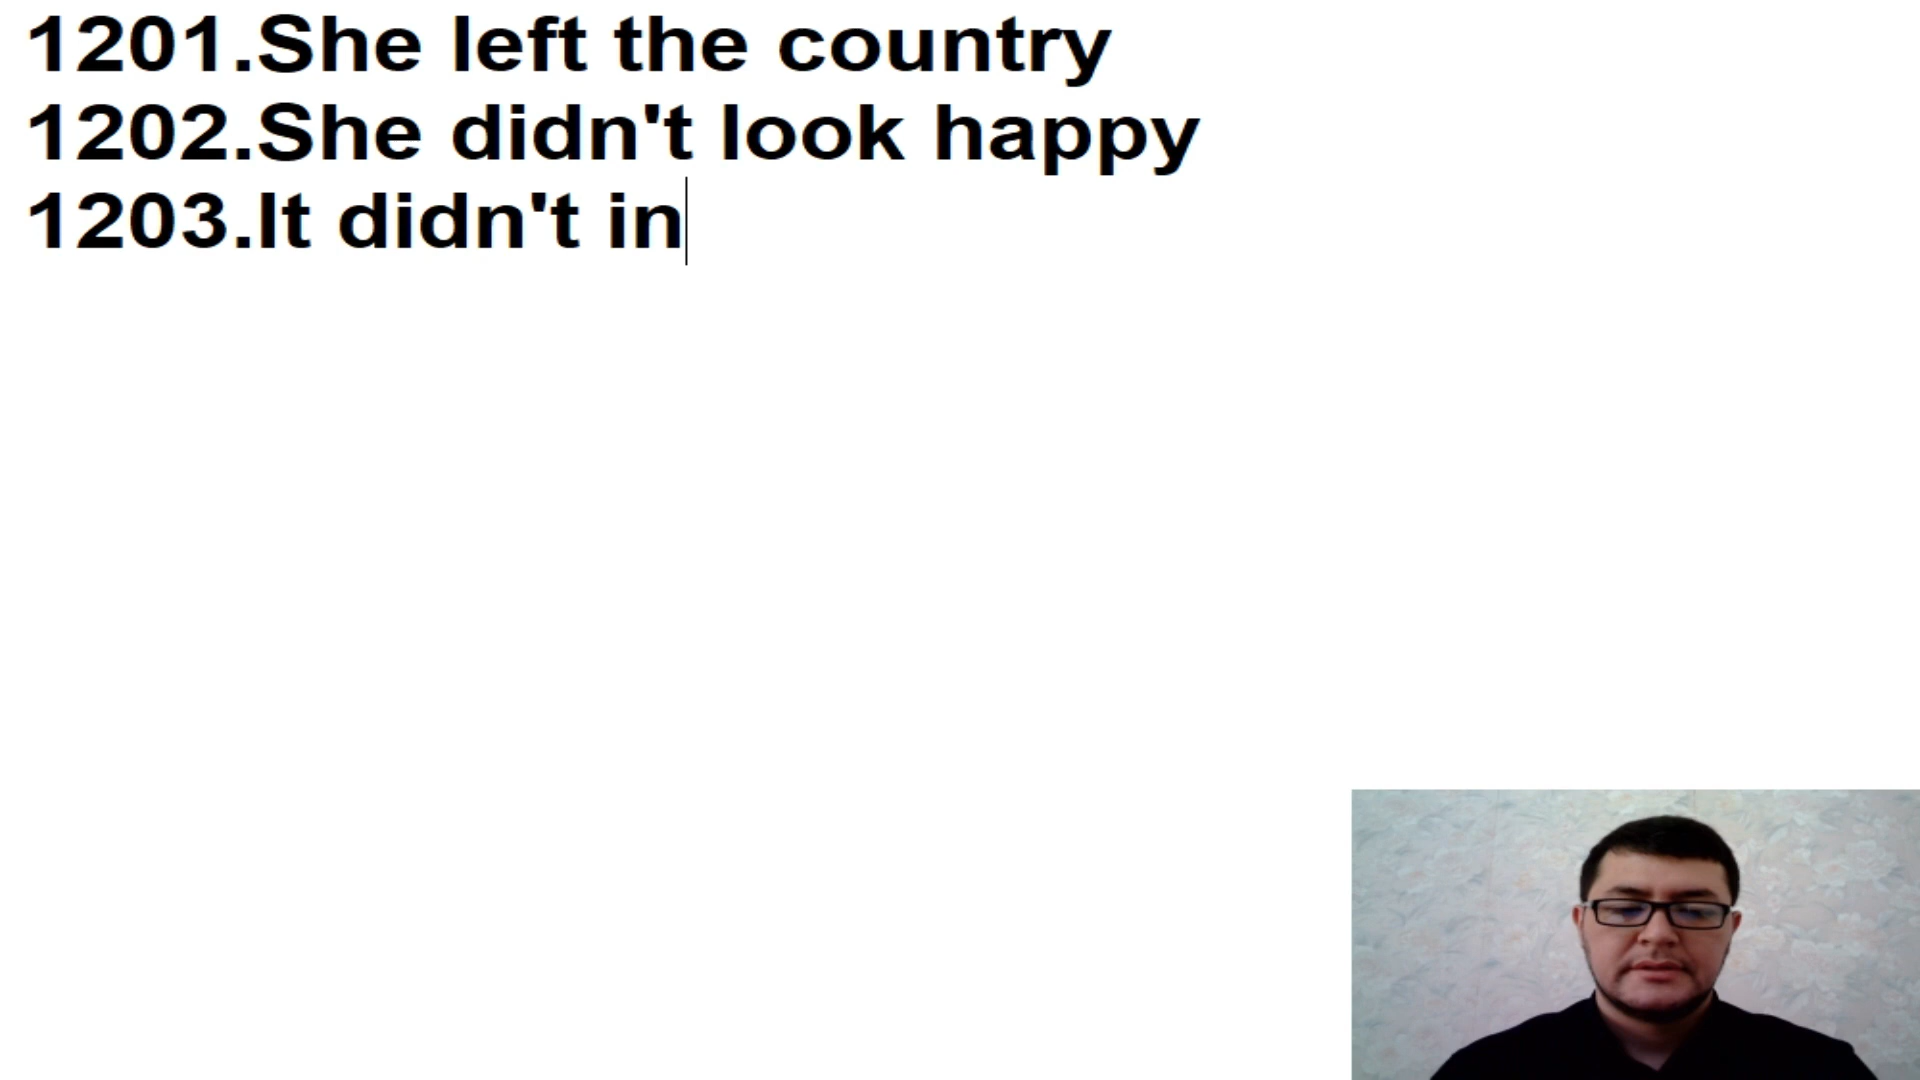 1201.She left the country
1202.She didn't look happy
1203.It didn't in